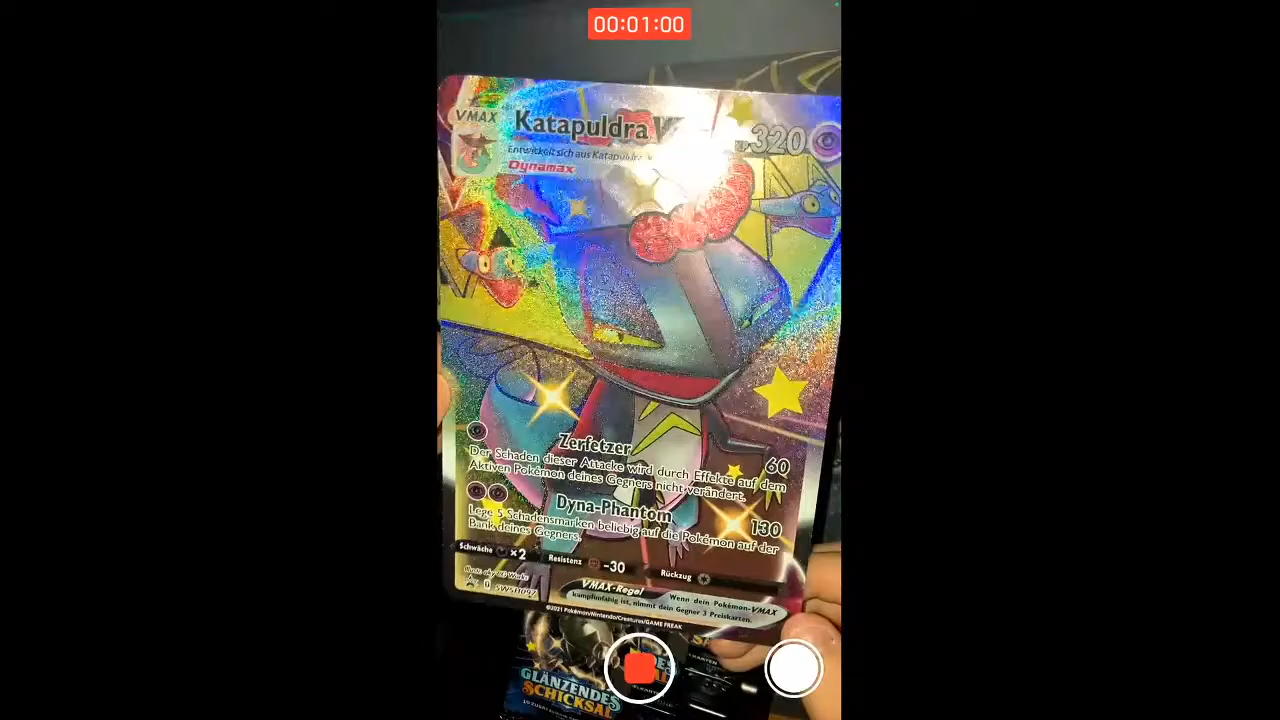 00:01:00
VMAX
Katapuldra
320
Entwickelt sich aus Katapuldra
Dynamax
Zerfetzer
60
Der Schaden dieser Attacke wird durch Effekte auf dem
Aktiven Pokémon deines Gegners nicht verändert.
Dyna-Phantom
130
Lege 5 Schadensmarken beliebig auf die Pokémon auf der
Bank deines Gegners.
Schwäche ×2
Resistenz -30
Rückzug
SWSH097
VMAX-Regel
Wenn dein Pokémon-VMAX
kampfunfähig ist, nimmt dein Gegner 3 Preiskarten.
©2021 Pokémon/Nintendo/Creatures/GAME FREAK
GLÄNZENDES
SCHICKSAL